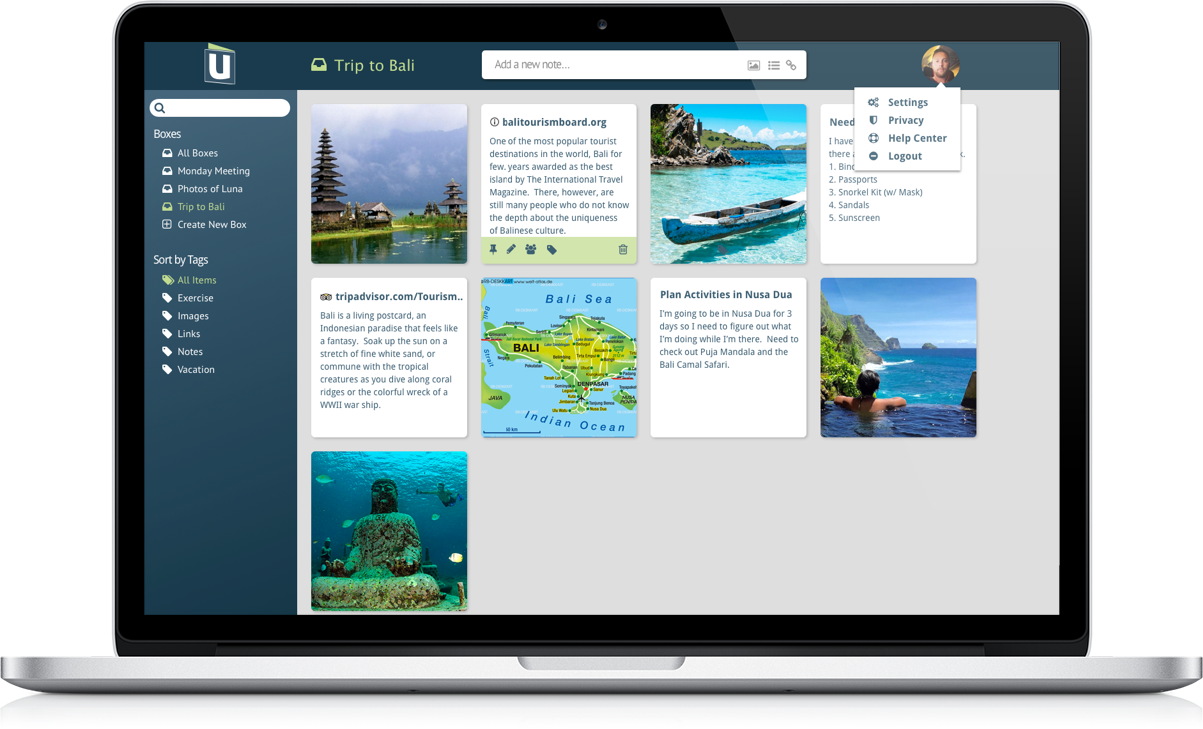 U
Trip to Bali
Add a new note...
Settings
Privacy
Help Center
Logout
Boxes
All Boxes
Monday Meeting
Photos of Luna
Trip to Bali
Create New Box
Sort by Tags
All Items
Exercise
Images
Links
Notes
Vacation
balitourismboard.org
One of the most popular tourist
destinations in the world, Bali for
few. years awarded as the best
island by The International Travel
Magazine. There, however, are
still many people who do not know
the depth about the uniqueness
of Balinese culture.
Need
I have
there
1.
2. Passports
3. Snorkel Kit (w/ Mask)
4. Sandals
5. Sunscreen
tripadvisor.com/Tourism..
Bali is a living postcard, an
Indonesian paradise that feels like
a fantasy. Soak up the sun on a
stretch of fine white sand, or
commune with the tropical
creatures as you dive along coral
ridges or the colorful wreck of a
WWII war ship.
Bali Sea
BALI
DENPASAR
JAVA
Indian Ocean
Plan Activities in Nusa Dua
I'm going to be in Nusa Dua for 3
days so I need to figure out what
I'm doing while I'm there. Need to
check out Puja Mandala and the
Bali Camal Safari.